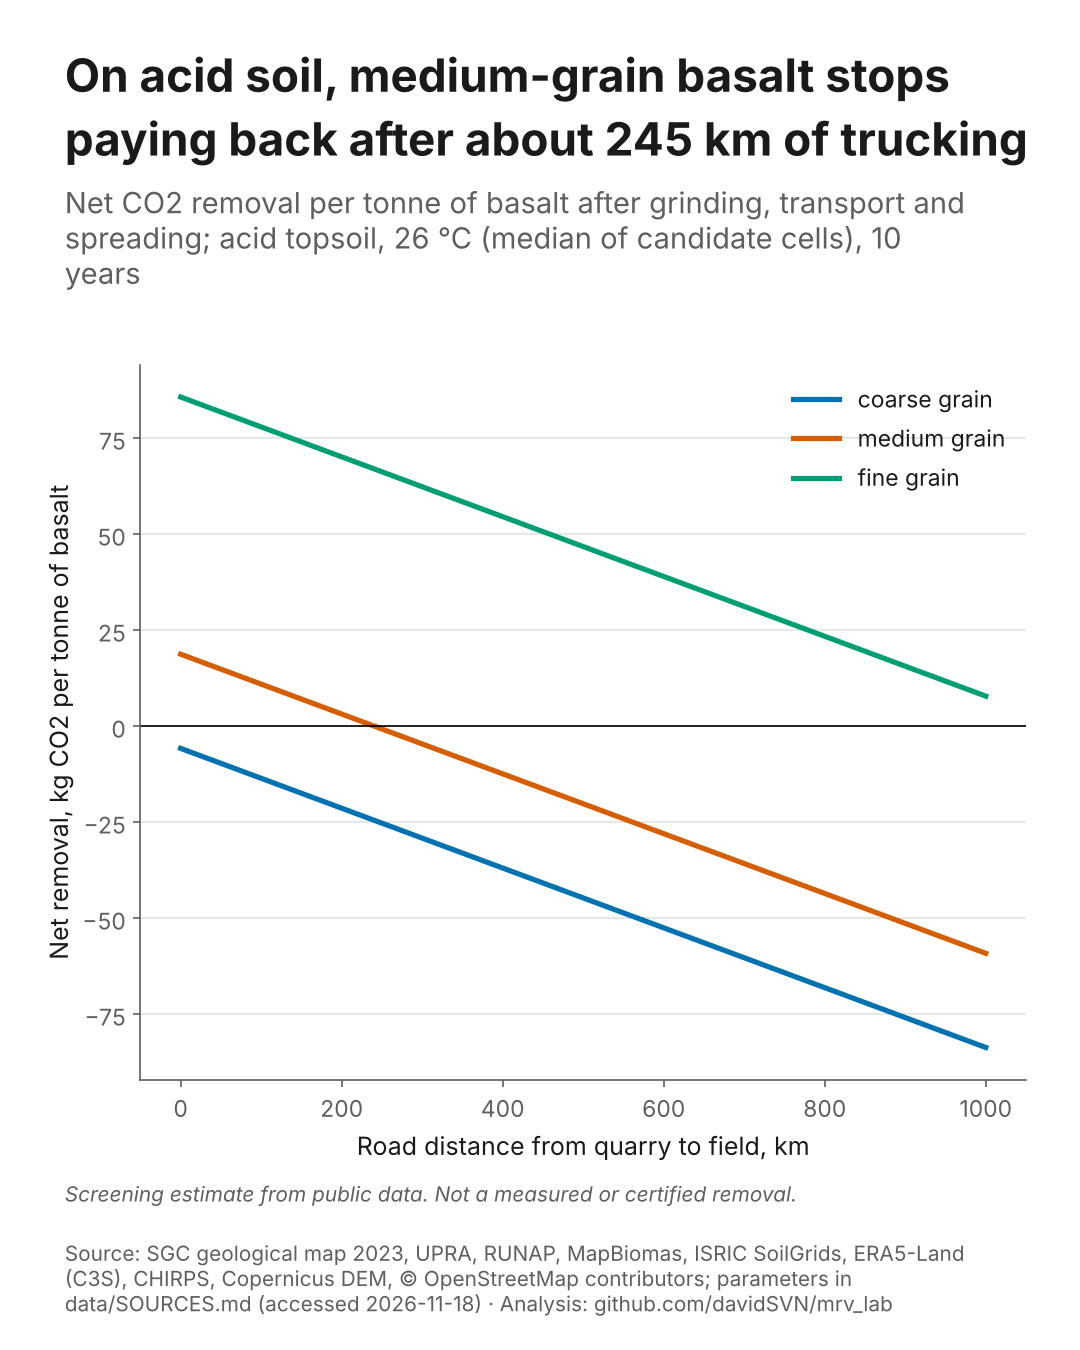 On acid soil, medium-grain basalt stops
paying back after about 245 km of trucking
Net CO2 removal per tonne of basalt after grinding, transport and
spreading; acid topsoil, 26 °C (median of candidate cells), 10
years
coarse grain
medium grain
fine grain
75
50
25
0
−25
−50
−75
Net removal, kg CO2 per tonne of basalt
0 200 400 600 800 1000
Road distance from quarry to field, km
Screening estimate from public data. Not a measured or certified removal.
Source: SGC geological map 2023, UPRA, RUNAP, MapBiomas, ISRIC SoilGrids, ERA5-Land
(C3S), CHIRPS, Copernicus DEM, © OpenStreetMap contributors; parameters in
data/SOURCES.md (accessed 2026-11-18) · Analysis: github.com/davidSVN/mrv_lab